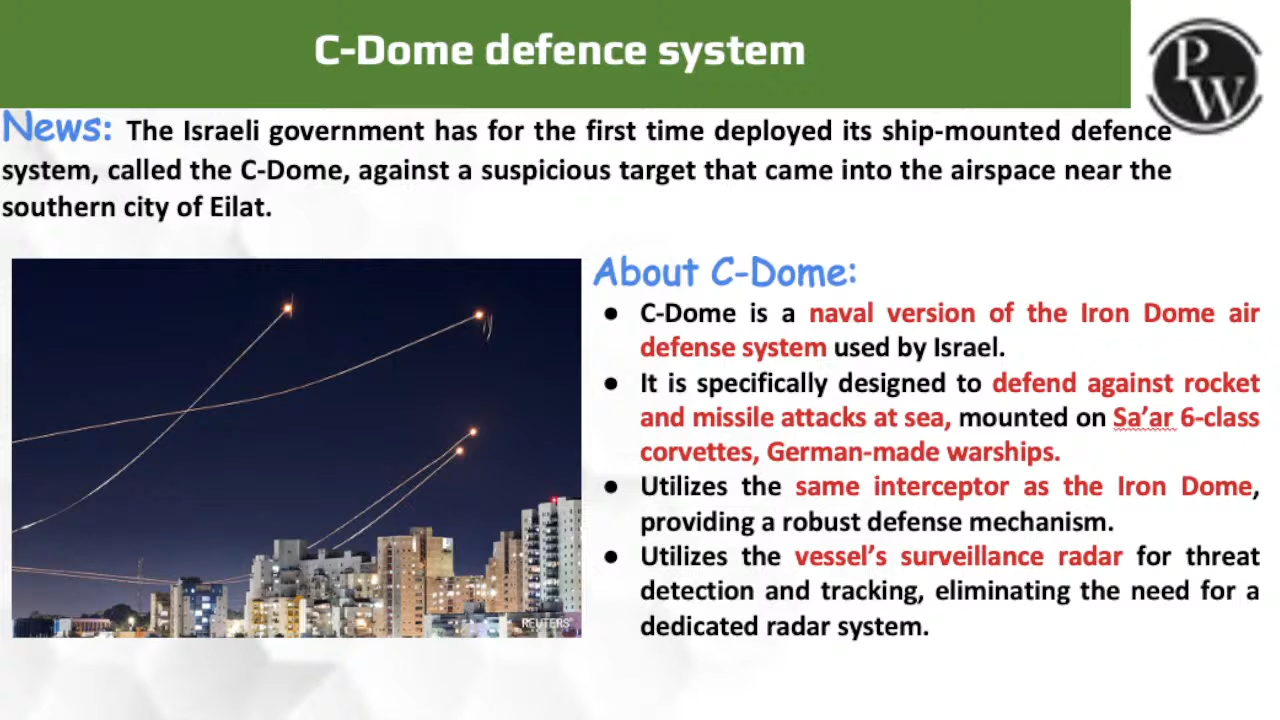 C-Dome defence system
PW
News: The Israeli government has for the first time deployed its ship-mounted defence
system, called the C-Dome, against a suspicious target that came into the airspace near the
southern city of Eilat.
About C-Dome:
● C-Dome is a naval version of the Iron Dome air
defense system used by Israel.
● It is specifically designed to defend against rocket
and missile attacks at sea, mounted on Sa’ar 6-class
corvettes, German-made warships.
● Utilizes the same interceptor as the Iron Dome,
providing a robust defense mechanism.
● Utilizes the vessel’s surveillance radar for threat
detection and tracking, eliminating the need for a
dedicated radar system.
REUTERS